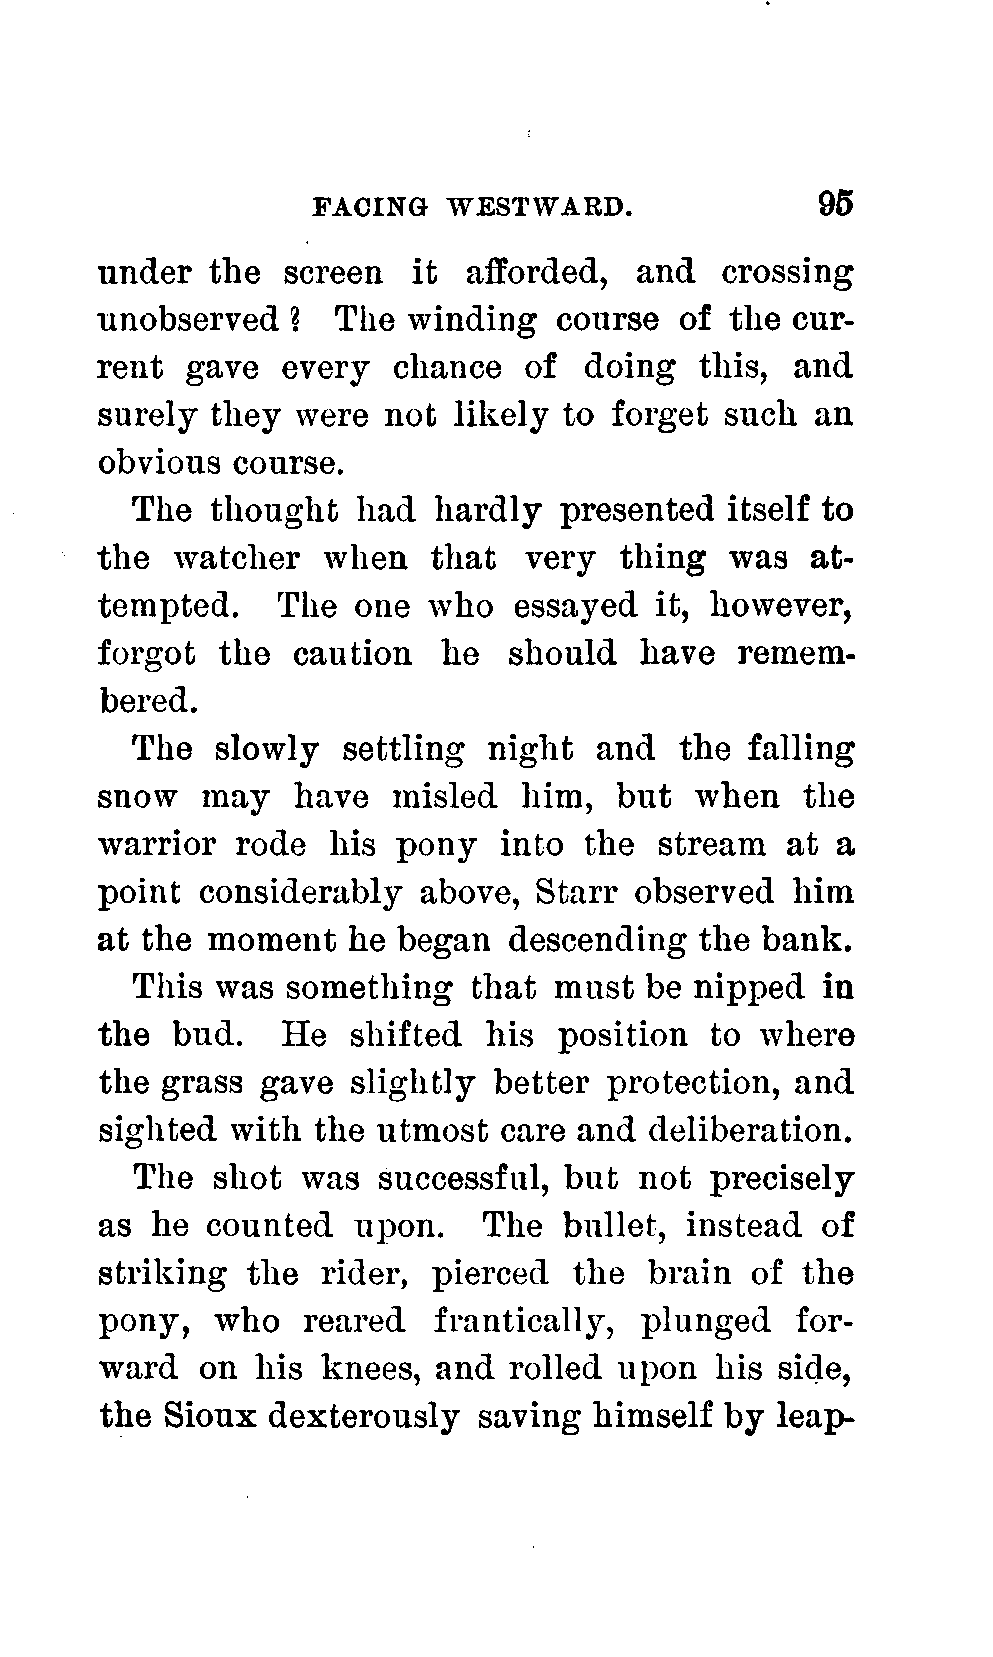 FACING WESTWARD. 95
under the screen it afforded, and crossing
unobserved? The winding course of the cur-
rent gave every chance of doing this, and
surely they were not likely to forget such an
obvious course.
The thought had hardly presented itself to
the watcher when that very thing was at-
tempted. The one who essayed it, however,
forgot the caution he should have remem-
bered.
The slowly settling night and the falling
snow may have misled him, but when the
warrior rode his pony into the stream at a
point considerably above, Starr observed him
at the moment he began descending the bank.
This was something that must be nipped in
the bud. He shifted his position to where
the grass gave slightly better protection, and
sighted with the utmost care and deliberation.
The shot was successful, but not precisely
as he counted upon. The bullet, instead of
striking the rider, pierced the brain of the
pony, who reared frantically, plunged for-
ward on his knees, and rolled upon his side,
the Sioux dexterously saving himself by leap-